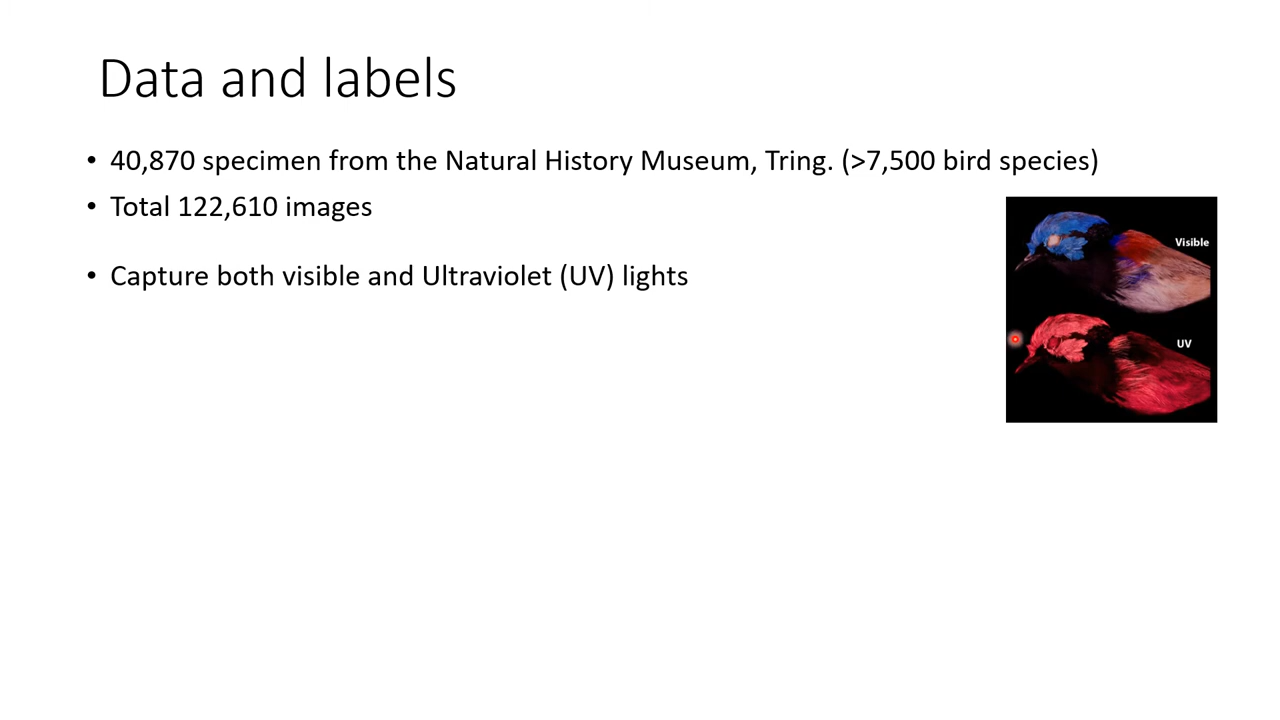 Data and labels
• 40,870 specimen from the Natural History Museum, Tring. (>7,500 bird species)
• Total 122,610 images
• Capture both visible and Ultraviolet (UV) lights
Visible
UV